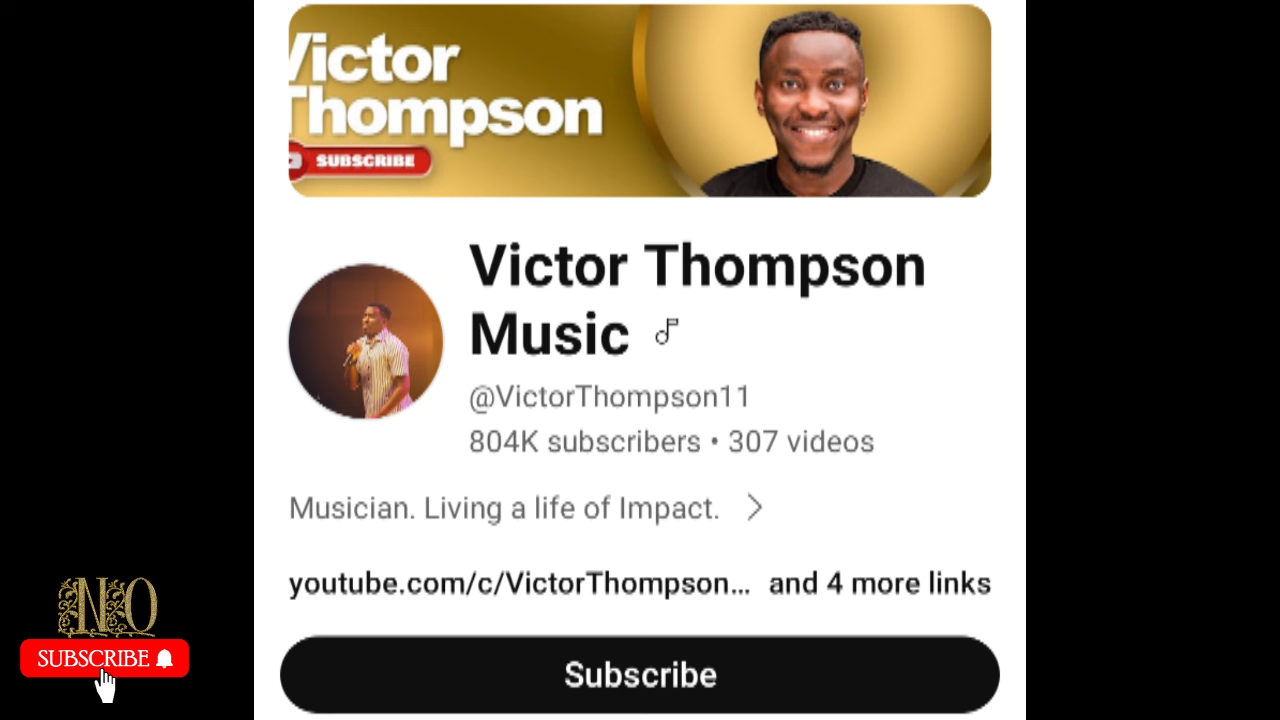 Victor
Thompson
SUBSCRIBE
Victor Thompson
Music
@VictorThompson11
804K subscribers • 307 videos
Musician. Living a life of Impact.
youtube.com/c/VictorThompson... and 4 more links
Subscribe
NO
SUBSCRIBE